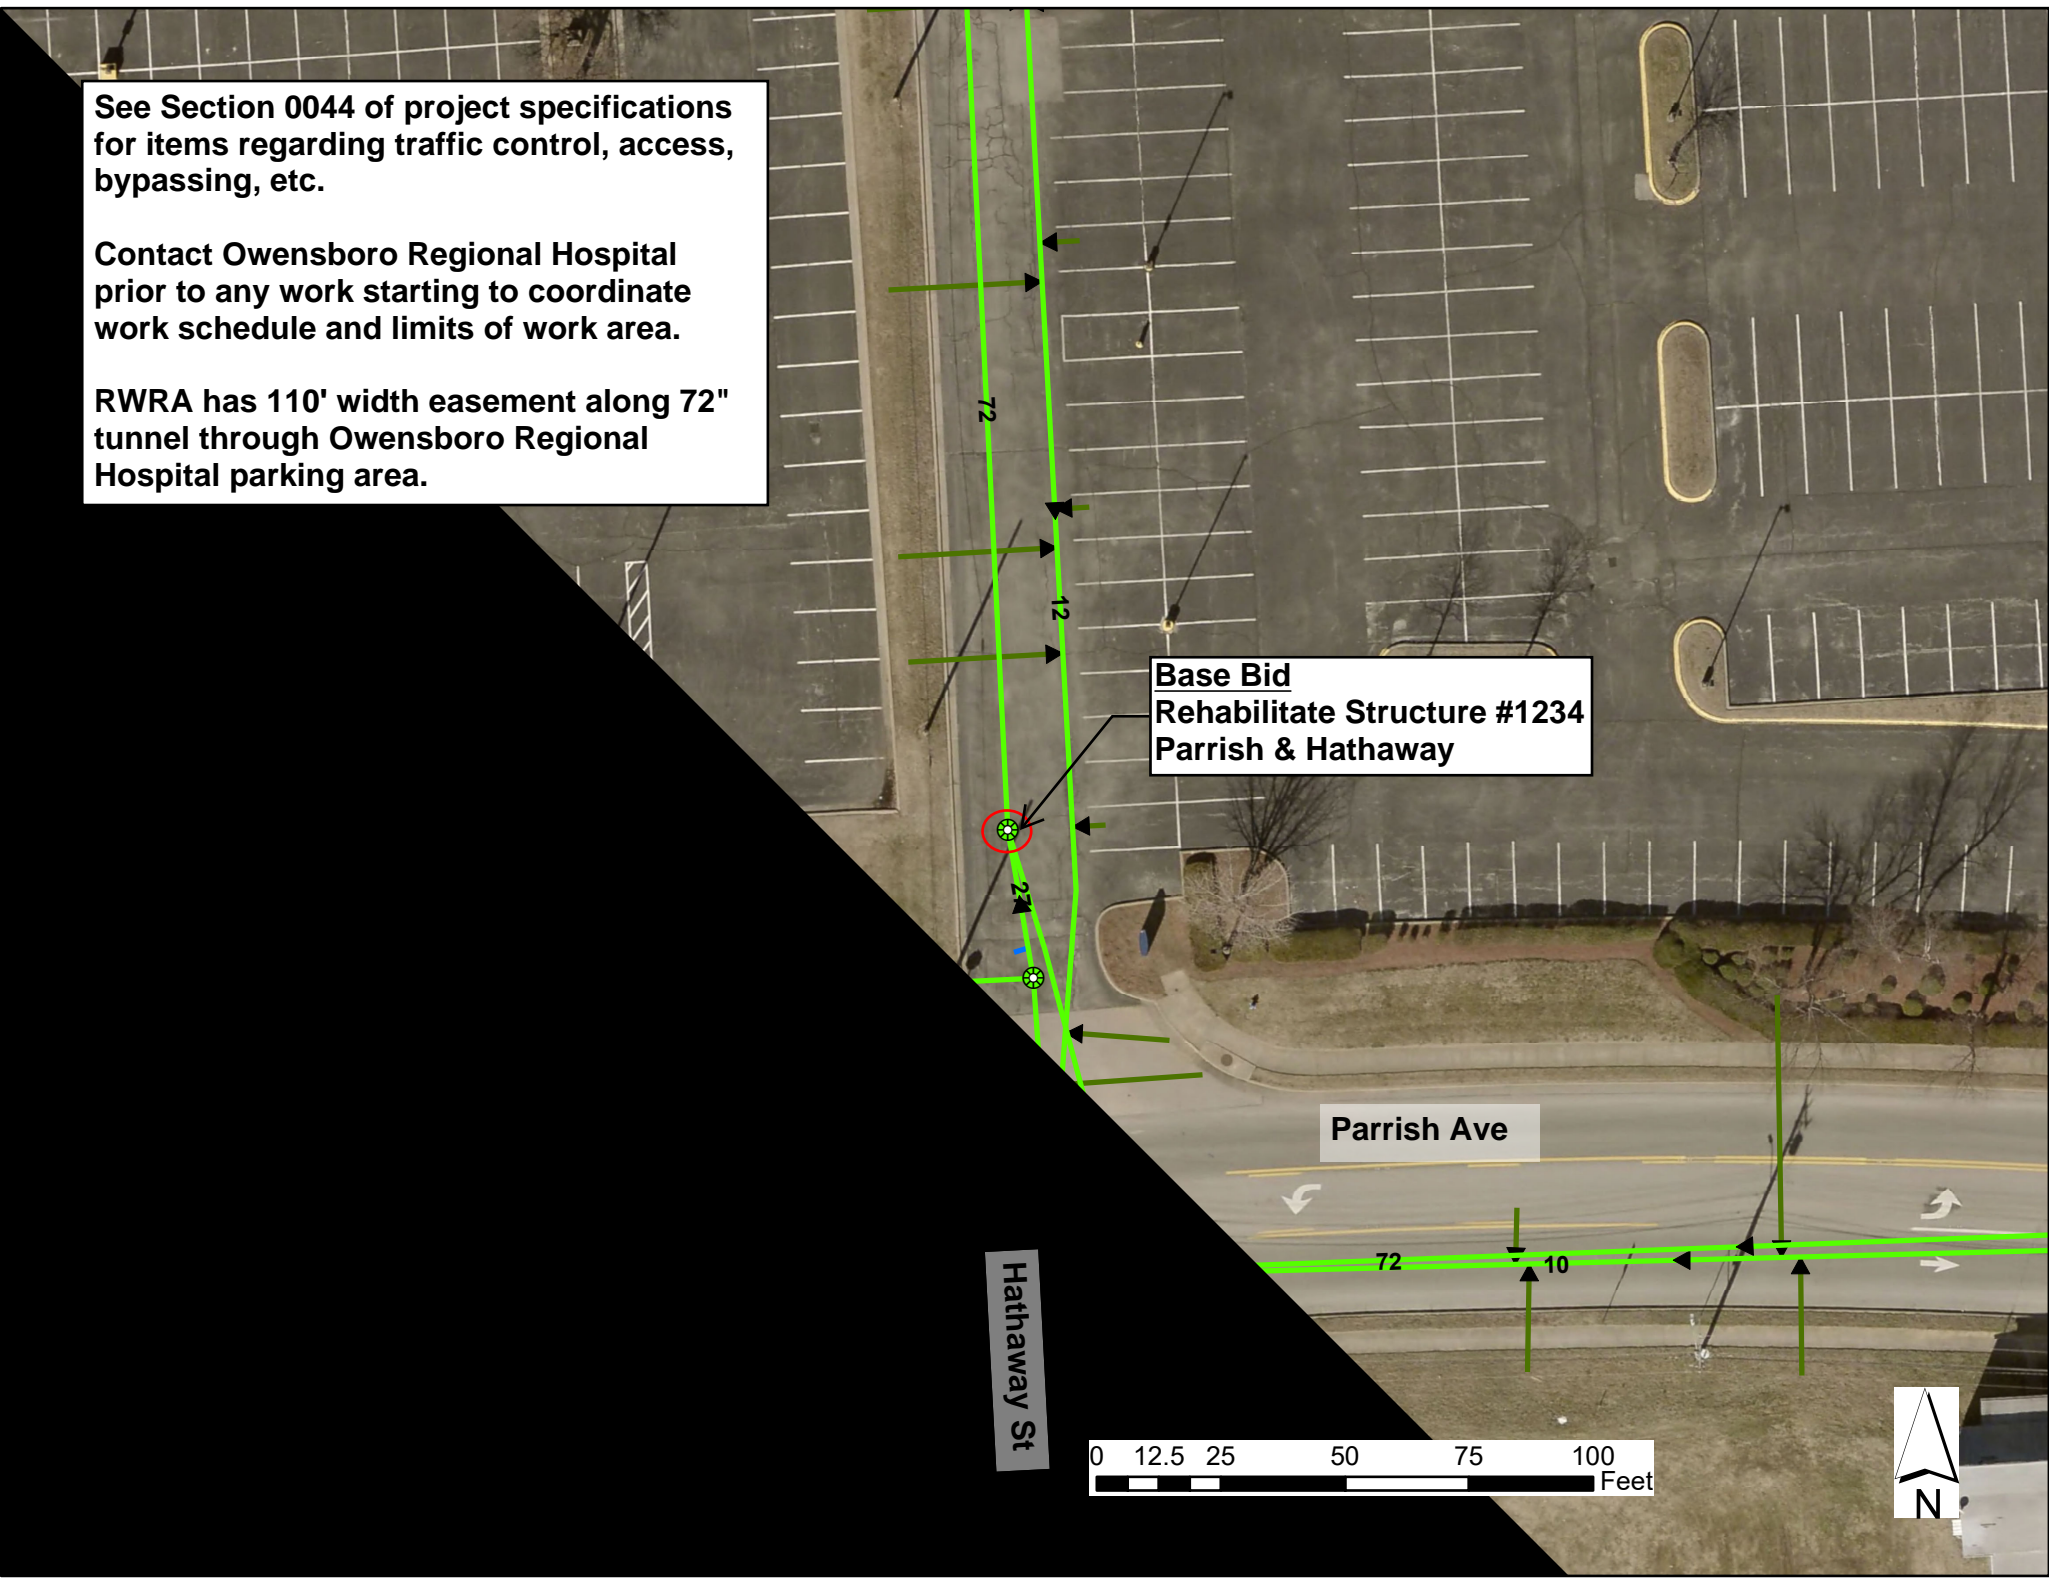 See Section 0044 of project specifications
for items regarding traffic control, access,
bypassing, etc.
Contact Owensboro Regional Hospital
prior to any work starting to coordinate
work schedule and limits of work area.
RWRA has 110' width easement along 72"
tunnel through Owensboro Regional
Hospital parking area.
72
12
Base Bid
Rehabilitate Structure #1234
Parrish & Hathaway
27
Parrish Ave
72
10
Hathaway St
0 12.5 25 50 75 100
Feet
N